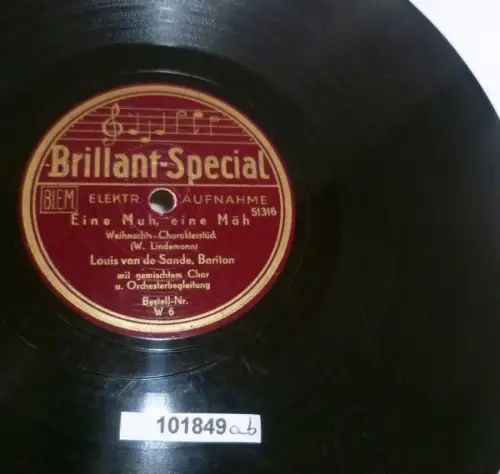 Brillant-Special
BIEM ELEKTR. AUFNAHME
51316
Eine Muh, eine Mäh
Weihnachts-Charakterstück
(W. Lindemann)
Louis van de Sande, Bariton
mit gemischtem Chor
u. Orchesterbegleitung
Bestell-Nr.
W 6
101849ab